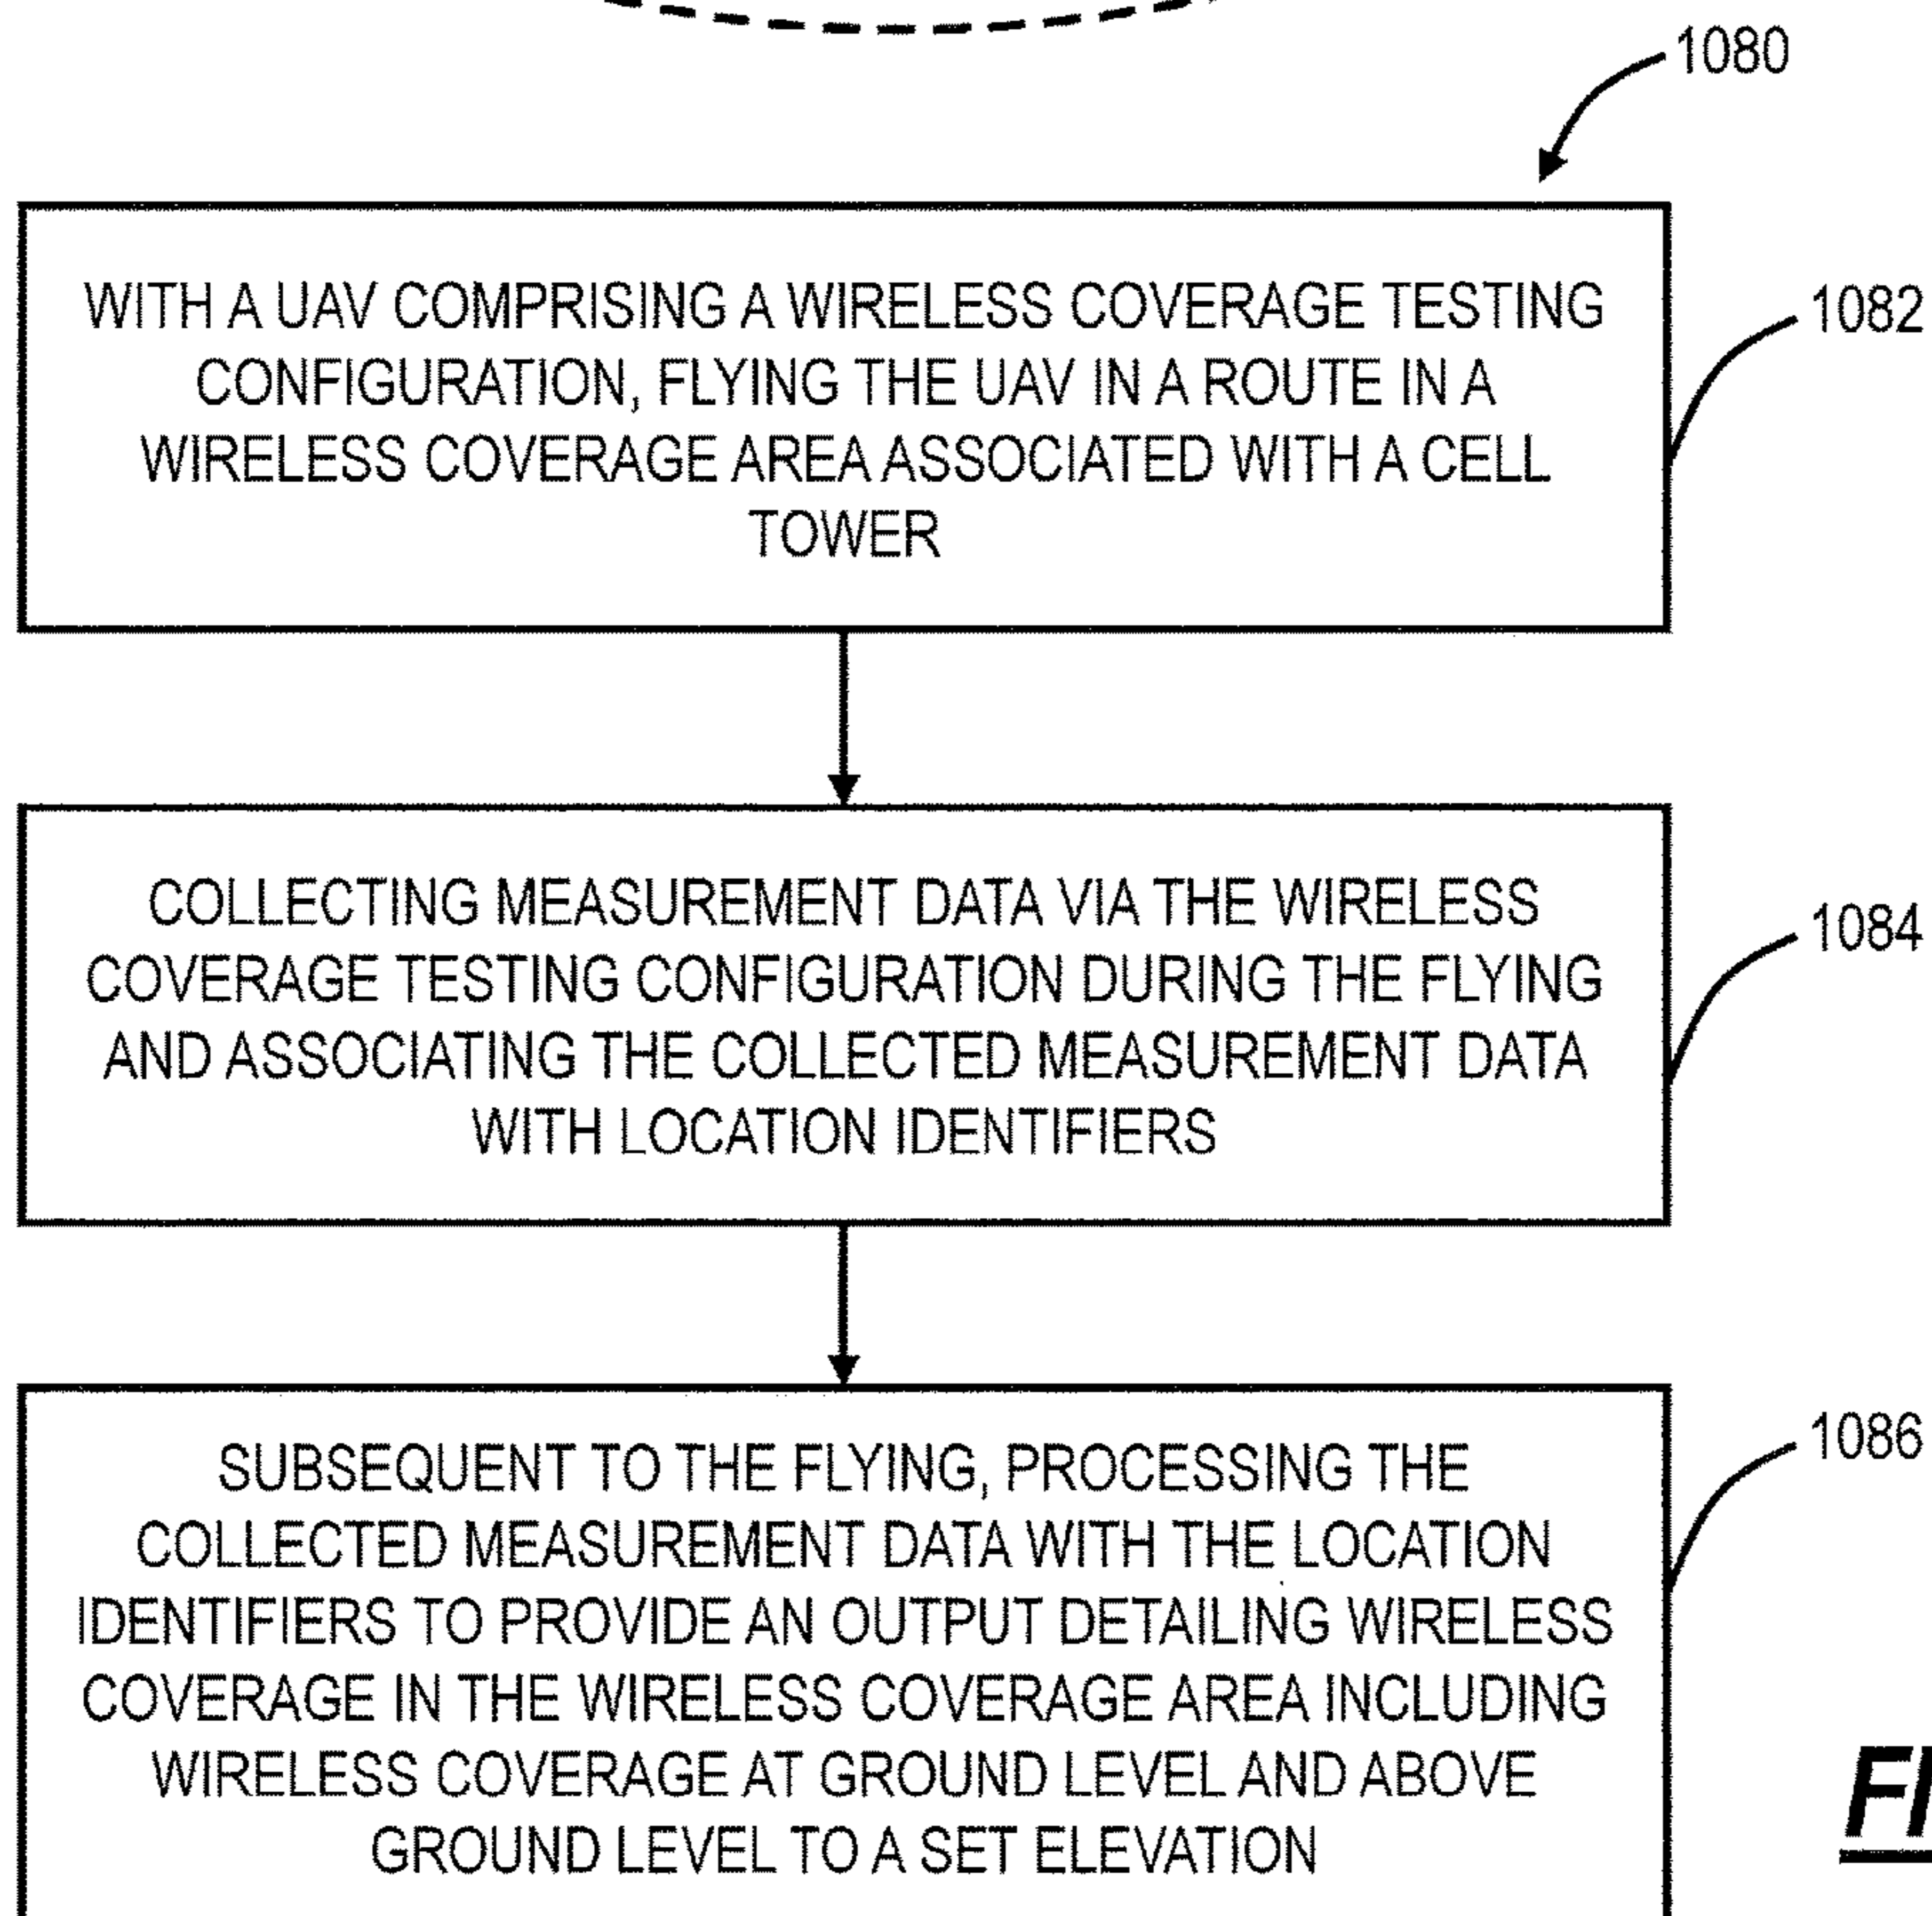 1080
WITH A UAV COMPRISING A WIRELESS COVERAGE TESTING
CONFIGURATION, FLYING THE UAV IN A ROUTE IN A
WIRELESS COVERAGE AREA ASSOCIATED WITH A CELL
TOWER
1082
COLLECTING MEASUREMENT DATA VIA THE WIRELESS
COVERAGE TESTING CONFIGURATION DURING THE FLYING
AND ASSOCIATING THE COLLECTED MEASUREMENT DATA
WITH LOCATION IDENTIFIERS
1084
SUBSEQUENT TO THE FLYING, PROCESSING THE
COLLECTED MEASUREMENT DATA WITH THE LOCATION
IDENTIFIERS TO PROVIDE AN OUTPUT DETAILING WIRELESS
COVERAGE IN THE WIRELESS COVERAGE AREA INCLUDING
WIRELESS COVERAGE AT GROUND LEVEL AND ABOVE
GROUND LEVEL TO A SET ELEVATION
1086